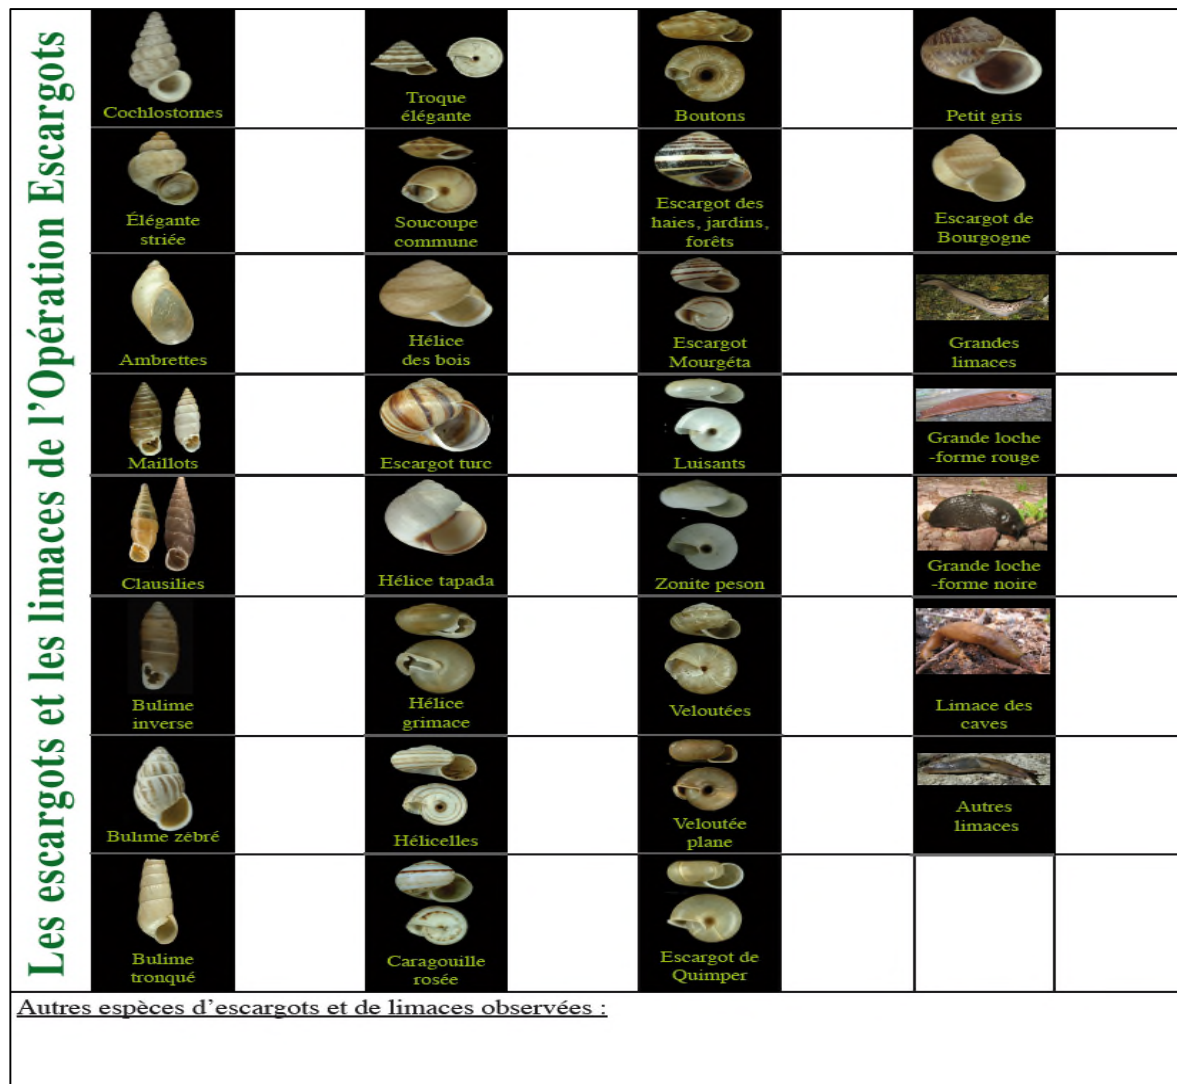 Les escargots et les limaces de l'Opération Escargots
Cochlostomes
Troque
élégante
Boutons
Petit gris
Élégante
striée
Soucoupe
commune
Escargot des
haies, jardins,
forêts
Escargot de
Bourgogne
Ambrettes
Hélice
des bois
Escargot
Mourgéta
Grandes
limaces
Maillots
Escargot turc
Luisants
Grande loche
-forme rouge
Clausilies
Hélice tapada
Zonite peson
Grande loche
-forme noire
Bulime
inverse
Hélice
grimace
Veloutées
Limace des
caves
Bulime zébré
Hélicelles
Veloutée
plane
Autres
limaces
Bulime
tronqué
Caragouille
rosée
Escargot de
Quimper
Autres espèces d'escargots et de limaces observées :